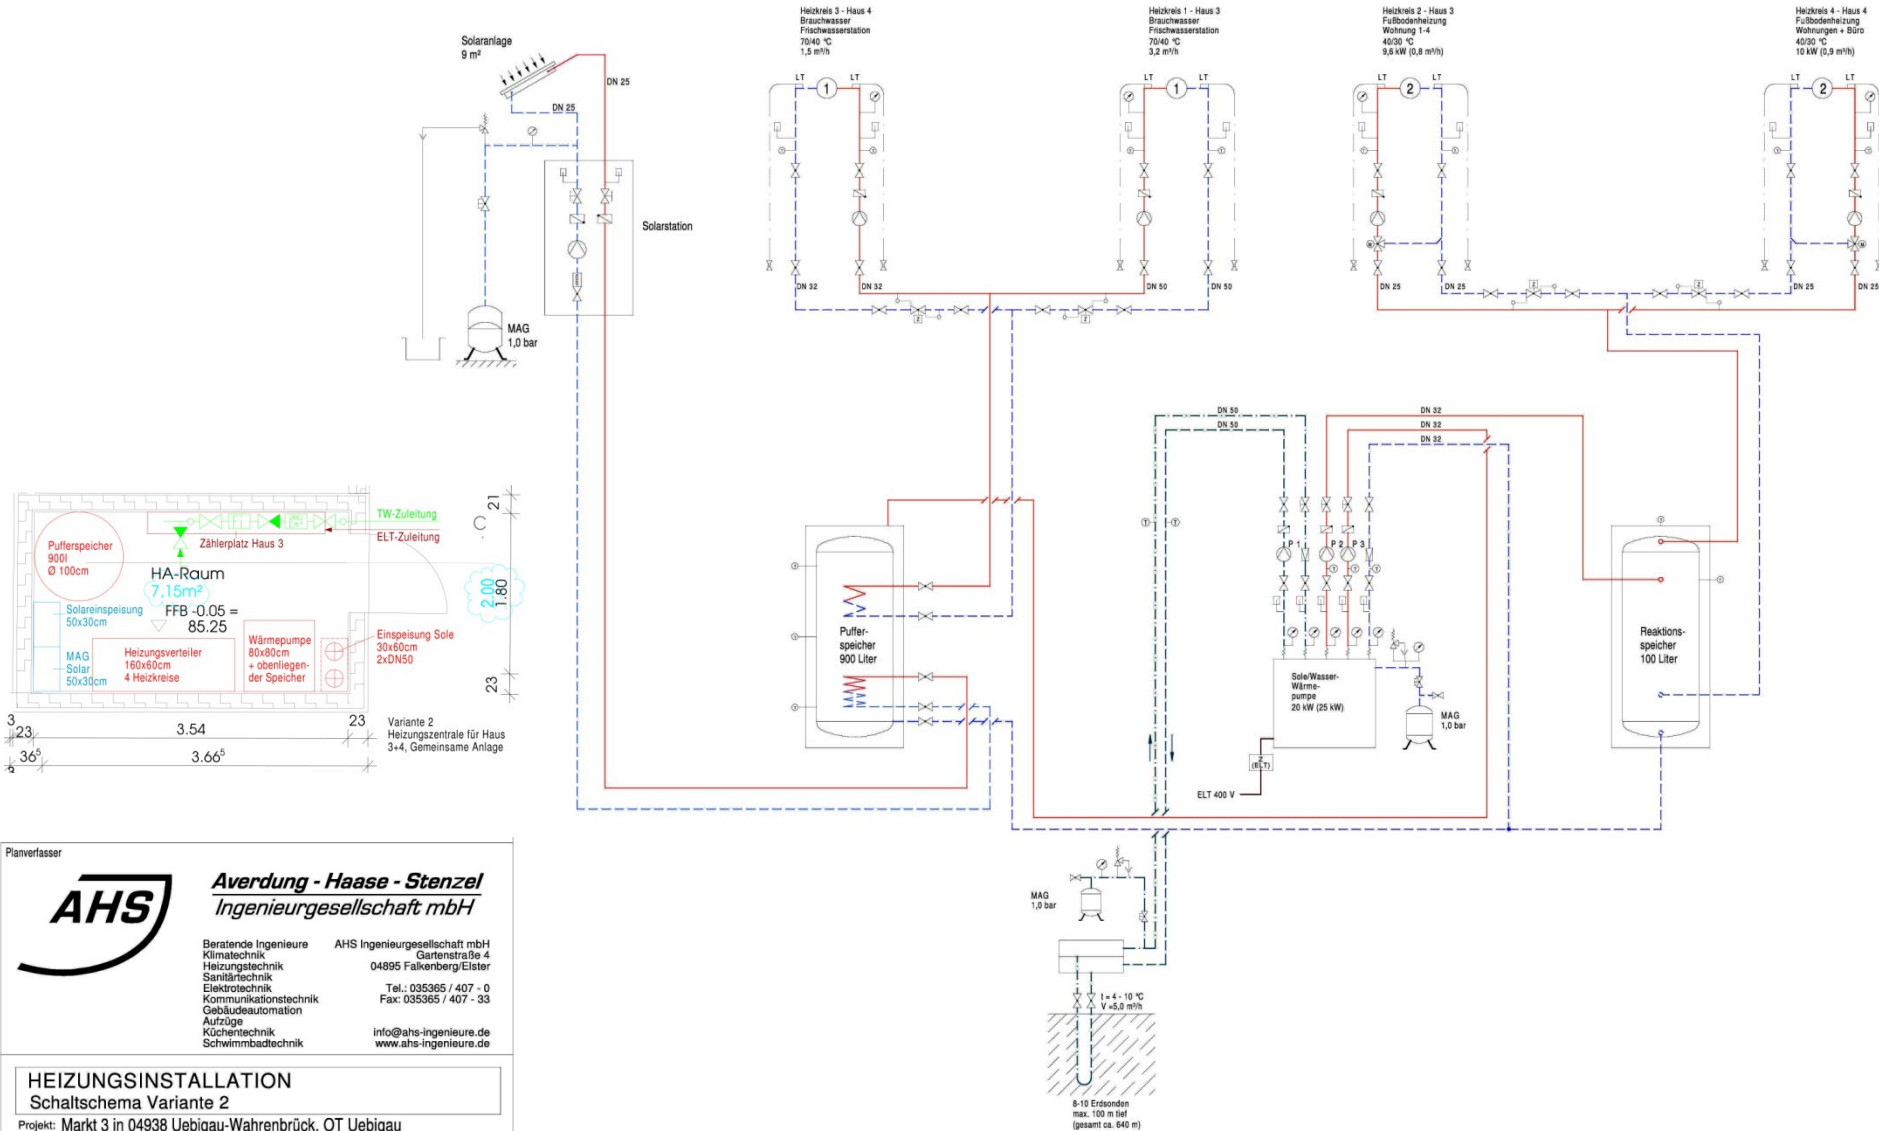 Heizkreis 3 - Haus 4
Brauchwasser
Frischwasserstation
70/40 °C
1,5 m³/h
Heizkreis 1 - Haus 3
Brauchwasser
Frischwasserstation
70/40 °C
3,2 m³/h
Heizkreis 2 - Haus 3
Fußbodenheizung
Wohnung 1-4
40/30 °C
9,6 kW (0,8 m³/h)
Heizkreis 4 - Haus 4
Fußbodenheizung
Wohnungen + Büro
40/30 °C
10 kW (0,9 m³/h)
Solaranlage
9 m²
DN 25
DN 25
LT
1
LT
LT
1
LT
LT
2
LT
LT
2
LT
Solarstation
MAG
1,0 bar
DN 32
DN 32
DN 50
DN 50
DN 25
DN 25
DN 25
DN 25
DN 50
DN 50
DN 32
DN 32
DN 32
P 1
P 2
P 3
Puffer-
speicher
900 Liter
Sole/Wasser-
Wärme-
pumpe
20 kW (25 kW)
MAG
1,0 bar
Reaktions-
speicher
100 Liter
Z
(ELT)
ELT 400 V
MAG
1,0 bar
t = 4 - 10 °C
V =5,0 m³/h
8-10 Erdsonden
max. 100 m tief
(gesamt ca. 640 m)
TW-Zuleitung
ELT-Zuleitung
Zählerplatz Haus 3
Pufferspeicher
900l
Ø 100cm
HA-Raum
7.15m²
FFB -0.05 =
85.25
Solareinspeisung
50x30cm
MAG
Solar
50x30cm
Heizungsverteiler
160x60cm
4 Heizkreise
Wärmepumpe
80x80cm
+ obenliegen-
der Speicher
Einspeisung Sole
30x60cm
2xDN50
21
2.00
1.80
23
3
23
3.54
23
36⁵
3.66⁵
Variante 2
Heizungszentrale für Haus
3+4, Gemeinsame Anlage
Planverfasser
AHS
Averdung - Haase - Stenzel
Ingenieurgesellschaft mbH
Beratende Ingenieure
Klimatechnik
Heizungstechnik
Sanitärtechnik
Elektrotechnik
Kommunikationstechnik
Gebäudeautomation
Aufzüge
Küchentechnik
Schwimmbadtechnik
AHS Ingenieurgesellschaft mbH
Gartenstraße 4
04895 Falkenberg/Elster
Tel.: 035365 / 407 - 0
Fax: 035365 / 407 - 33
info@ahs-ingenieure.de
www.ahs-ingenieure.de
HEIZUNGSINSTALLATION
Schaltschema Variante 2
Projekt: Markt 3 in 04938 Uebigau-Wahrenbrück, OT Uebigau